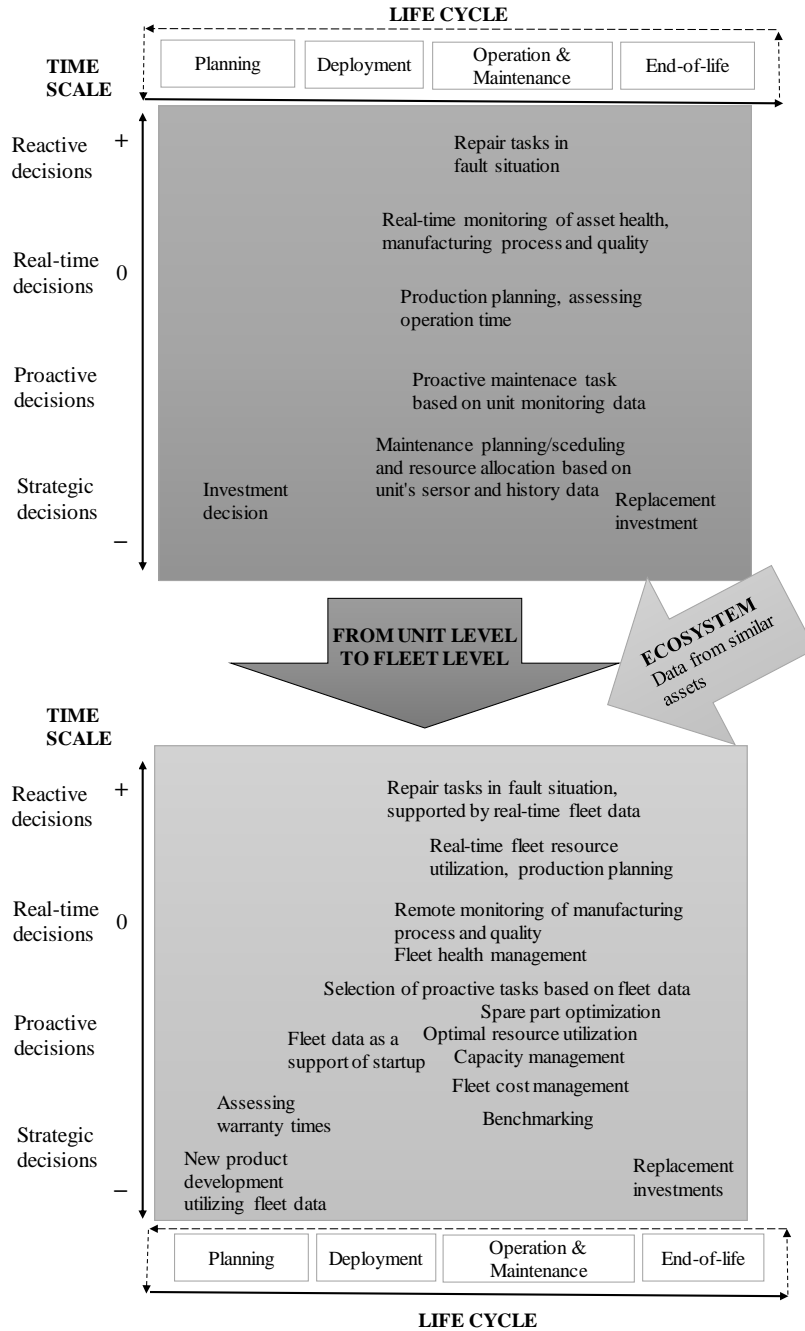 LIFE CYCLE
Planning
Deployment
Operation &
Maintenance
End-of-life
TIME
SCALE
Reactive
decisions
+
Real-time
decisions
0
Proactive
decisions
Strategic
decisions
–
Repair tasks in
fault situation
Real-time monitoring of asset health,
manufacturing process and quality
Production planning, assessing
operation time
Proactive maintenace task
based on unit monitoring data
Maintenance planning/sceduling
and resource allocation based on
unit's sersor and history data
Investment
decision
Replacement
investment
FROM UNIT LEVEL
TO FLEET LEVEL
ECOSYSTEM
Data from similar
assets
TIME
SCALE
Reactive
decisions
+
Real-time
decisions
0
Proactive
decisions
Strategic
decisions
–
Repair tasks in fault situation,
supported by real-time fleet data
Real-time fleet resource
utilization, production planning
Remote monitoring of manufacturing
process and quality
Fleet health management
Selection of proactive tasks based on fleet data
Spare part optimization
Fleet data as a
support of startup
Optimal resource utilization
Capacity management
Fleet cost management
Assessing
warranty times
Benchmarking
New product
development
utilizing fleet data
Replacement
investments
Planning
Deployment
Operation &
Maintenance
End-of-life
LIFE CYCLE